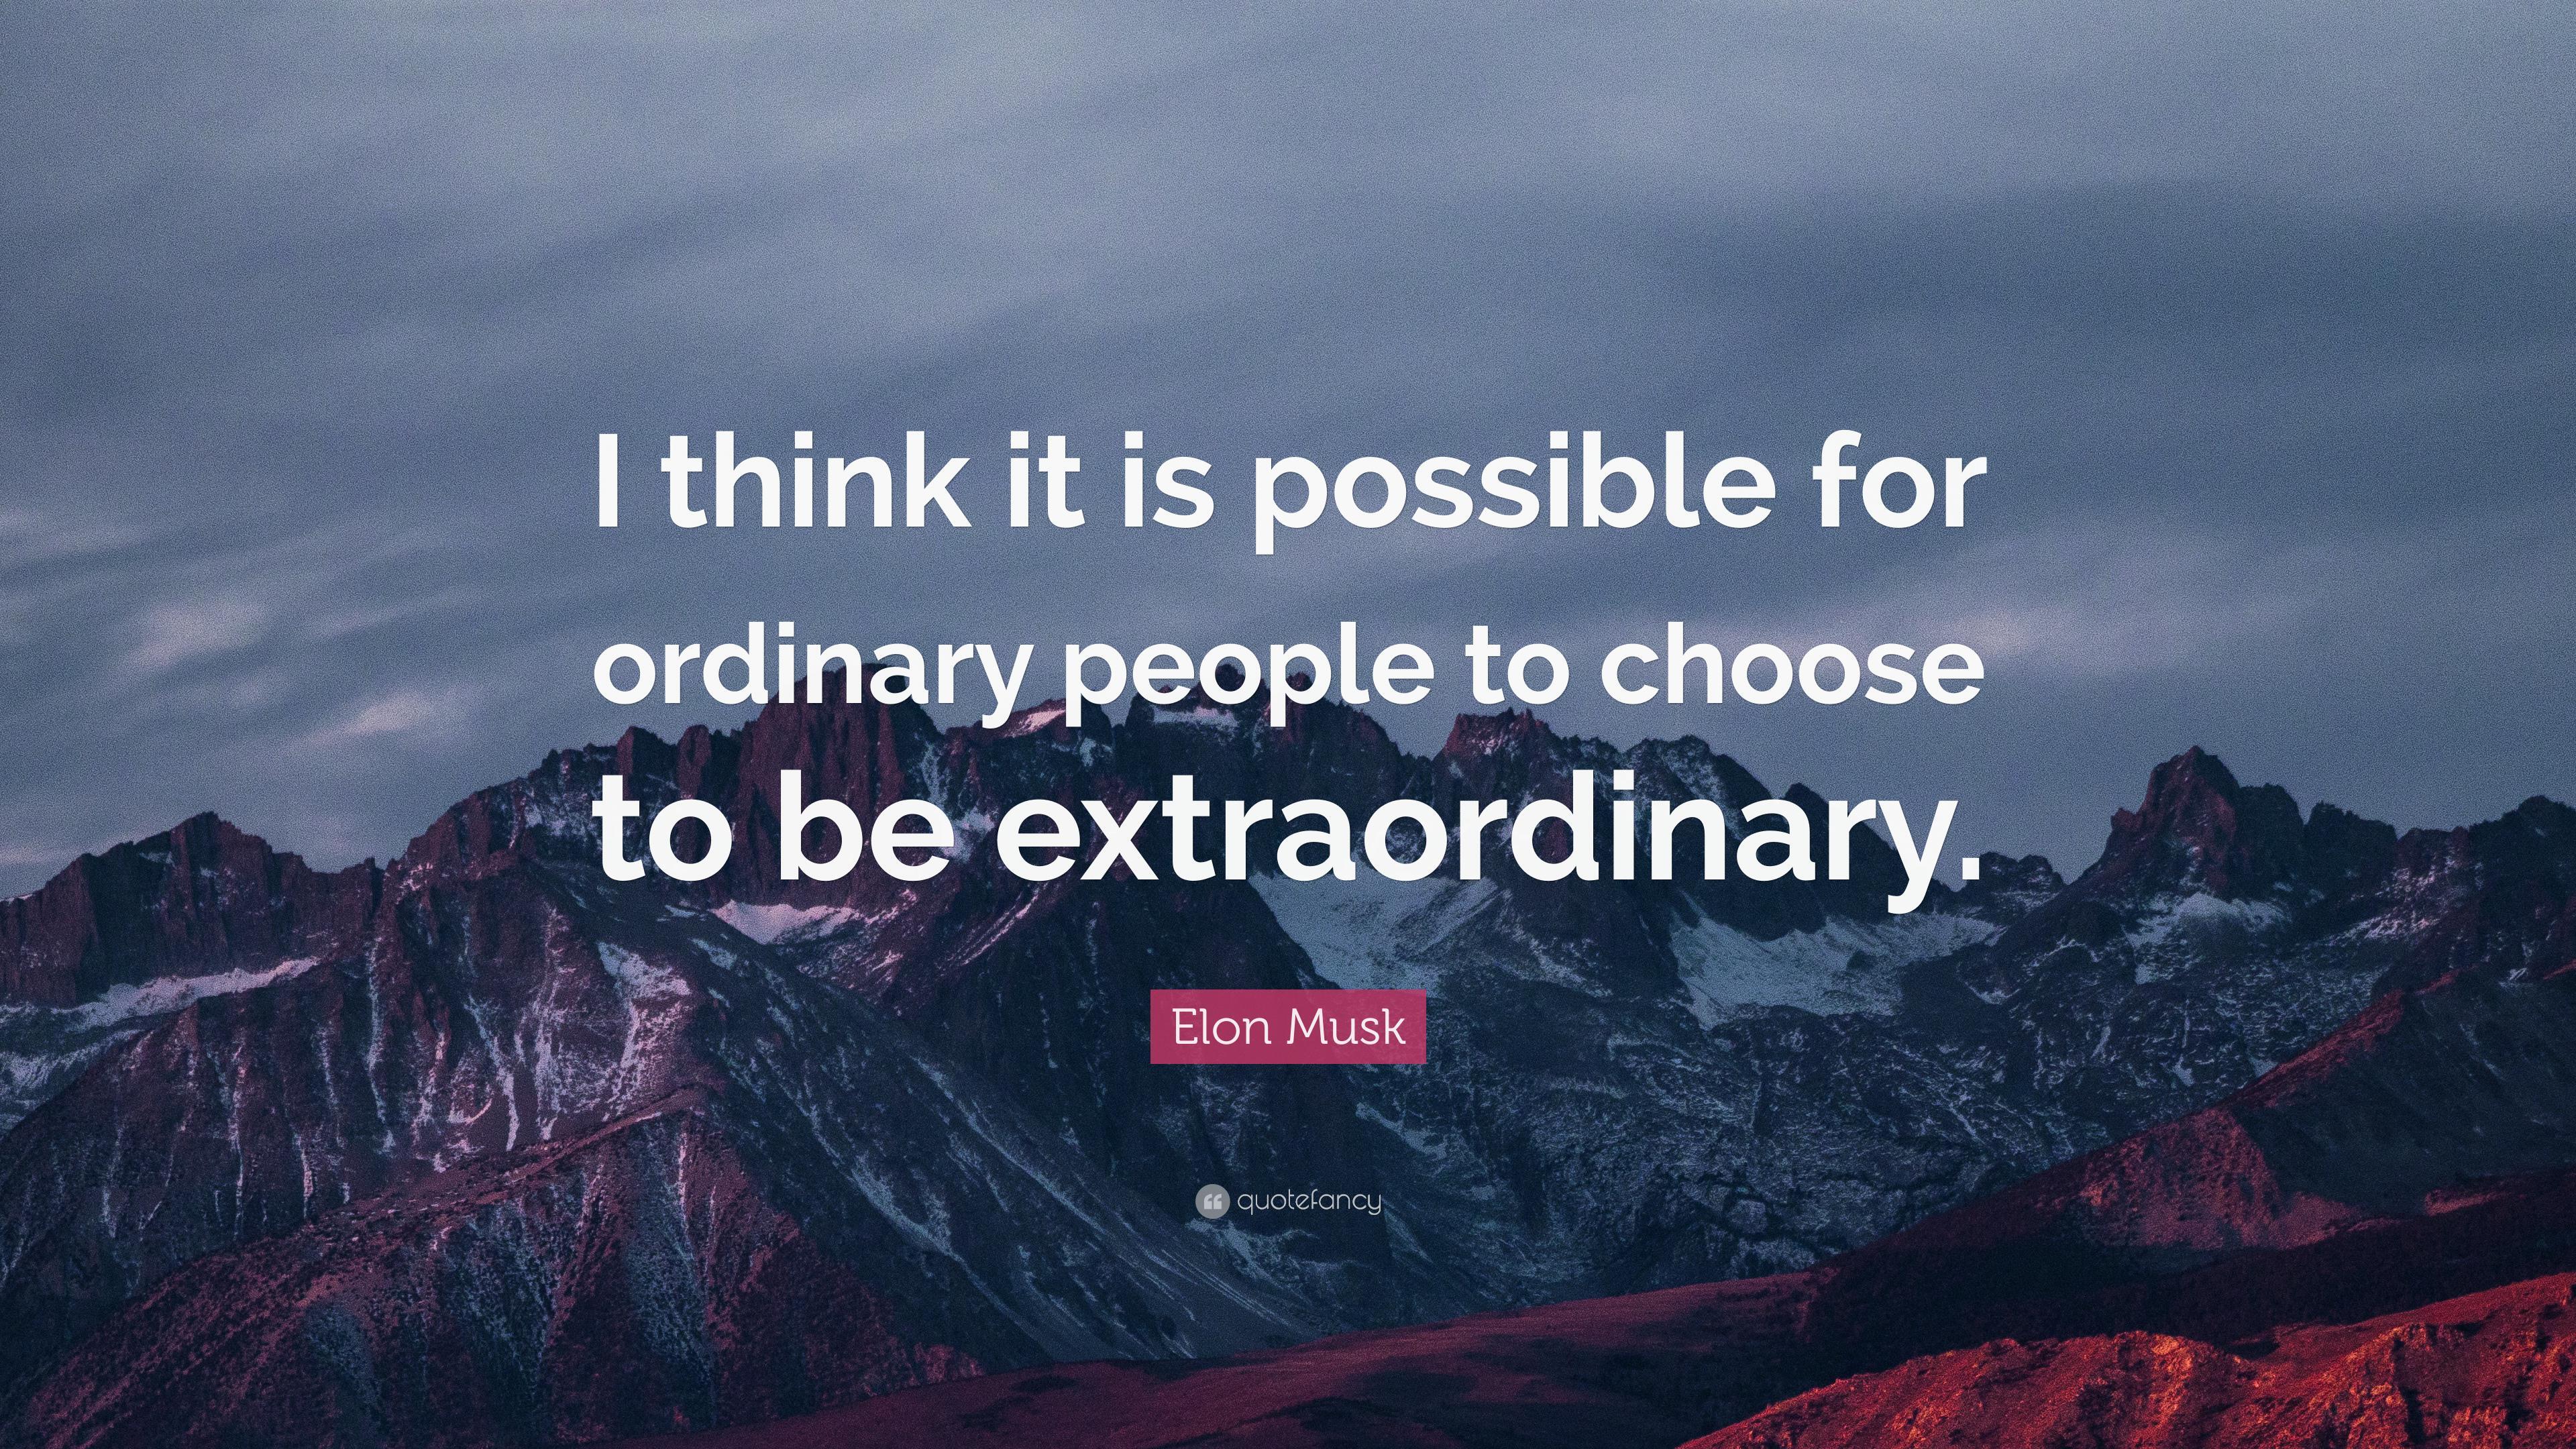 I think it is possible for
ordinary people to choose
to be extraordinary.
Elon Musk
quotefancy